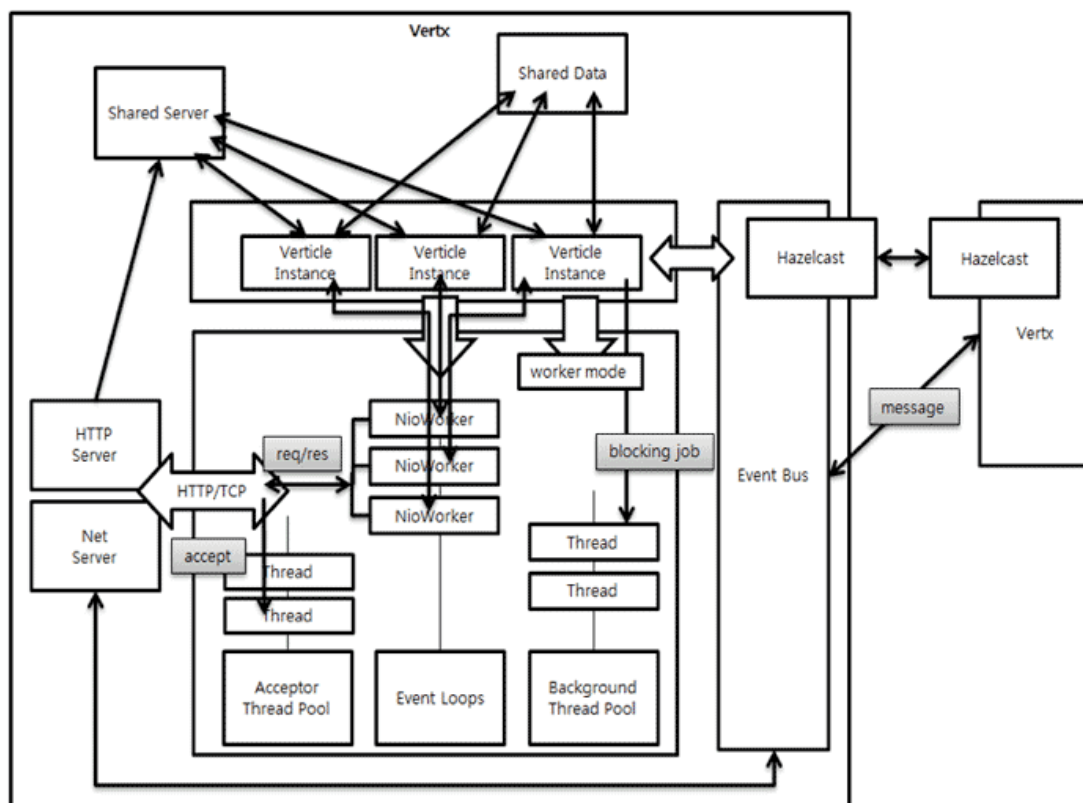 Vertx
Shared Data
Shared Server
Verticle
Instance
Verticle
Instance
Verticle
Instance
Hazelcast
Hazelcast
Vertx
worker mode
message
HTTP
Server
NioWorker
req/res
NioWorker
blocking job
Event Bus
HTTP/TCP
NioWorker
Net
Server
accept
Thread
Thread
Thread
Thread
Acceptor
Thread Pool
Event Loops
Background
Thread Pool